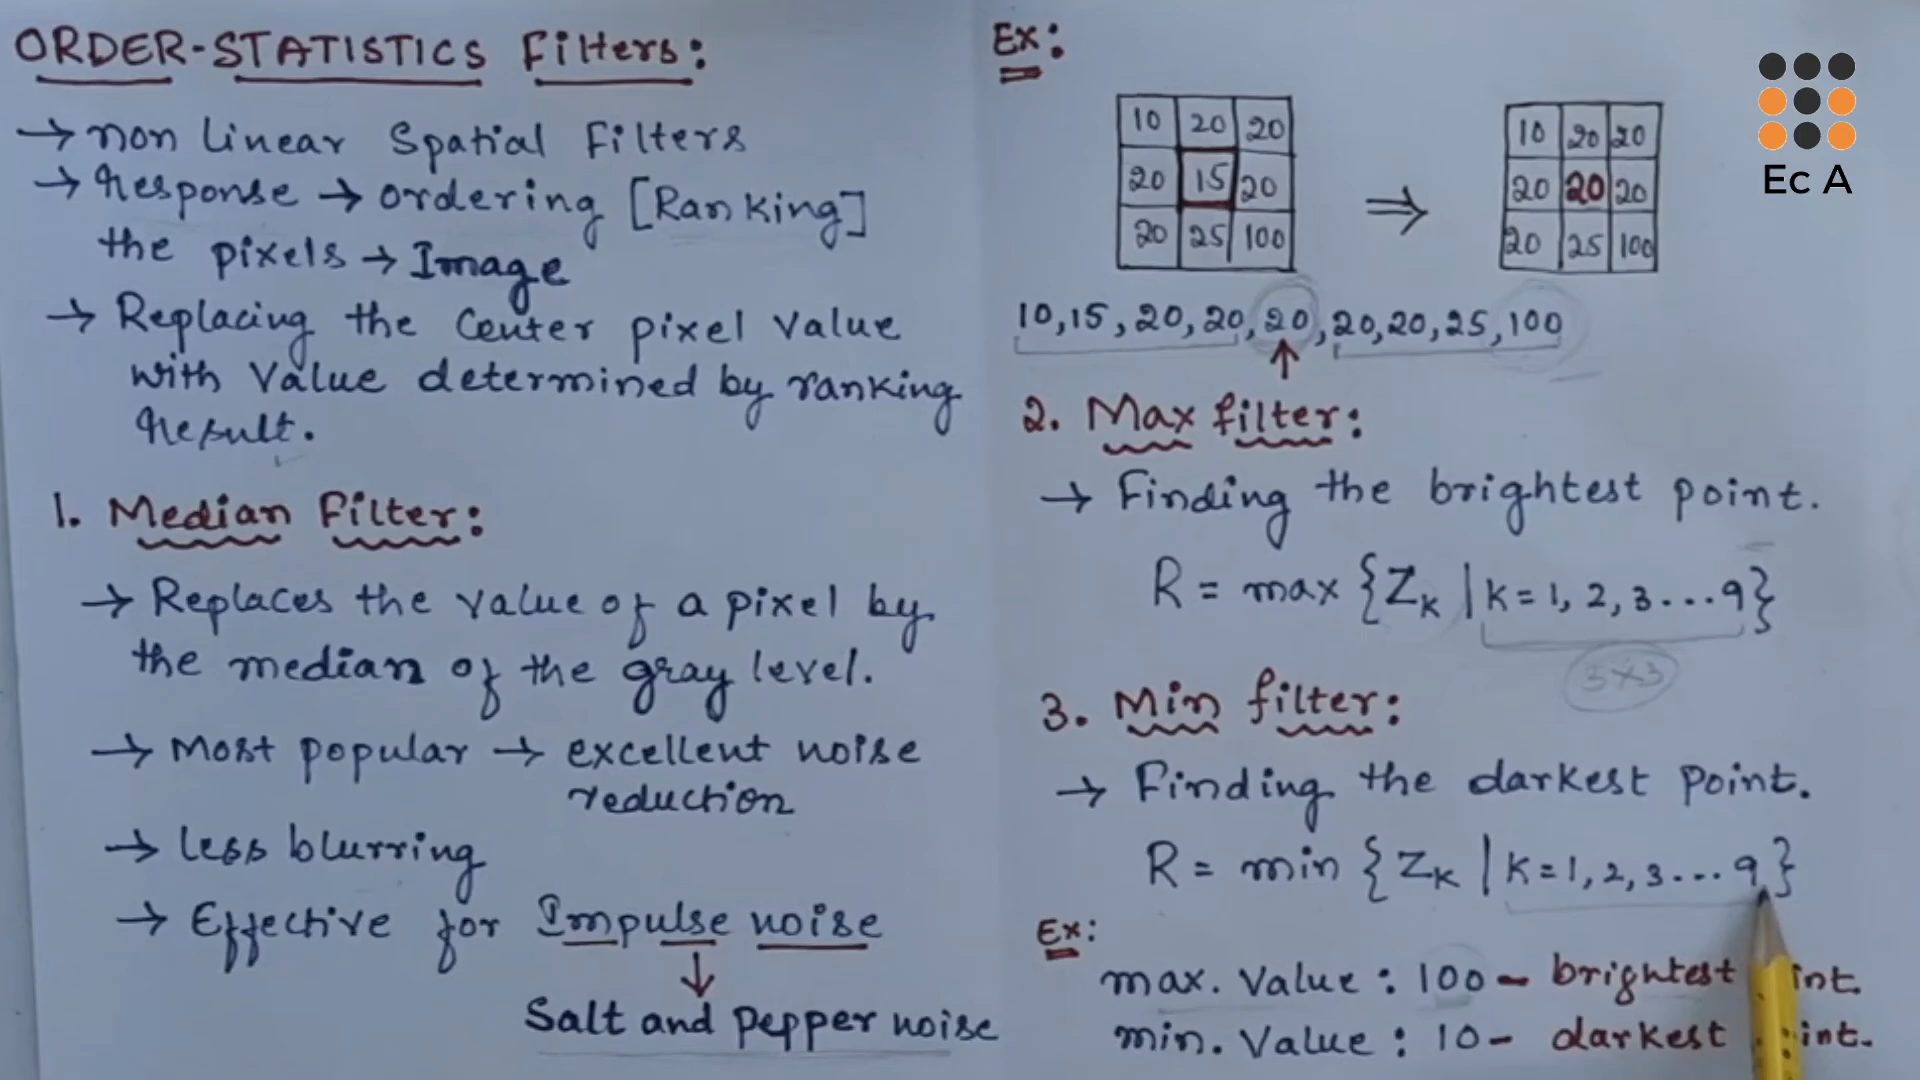 ORDER-STATISTICS Filters:
→ non Linear Spatial Filters
→ Response → ordering [Ranking]
the pixels → Image
→ Replacing the Center pixel Value
with Value determined by ranking
Result.
1. Median Filter:
→ Replaces the value of a pixel by
the median of the gray level.
→ Most popular → excellent noise
reduction
→ less blurring
→ Effective for Impulse noise
↓
Salt and pepper noise
Ex:
10 20 20
20 15 20
20 25 100
⇒
10 20 20
20 20 20
20 25 100
10, 15, 20, 20, 20, 20, 20, 25, 100
↑
2. Max filter:
→ Finding the brightest point.
R = max {Zk | k = 1, 2, 3...9}
3x3
3. Min filter:
→ Finding the darkest point.
R = min {Zk | k = 1, 2, 3...9}
Ex:
max. Value : 100 - brightest int.
min. Value : 10 - darkest int.
Ec A